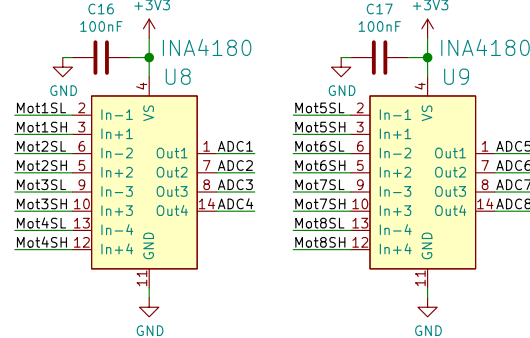 C16 +3V3
100nF
INA4180
GND
U8
4
VS
Mot1SL 2 In-1
Mot1SH 3 In+1
Mot2SL 6 In-2 Out1 1 ADC1
Mot2SH 5 In+2 Out2 7 ADC2
Mot3SL 9 In-3 Out3 8 ADC3
Mot3SH 10 In+3 Out4 14 ADC4
Mot4SL 13 In-4
Mot4SH 12 In+4
GND
11
GND
C17 +3V3
100nF
INA4180
GND
U9
4
VS
Mot5SL 2 In-1
Mot5SH 3 In+1
Mot6SL 6 In-2 Out1 1 ADC5
Mot6SH 5 In+2 Out2 7 ADC6
Mot7SL 9 In-3 Out3 8 ADC7
Mot7SH 10 In+3 Out4 14 ADC8
Mot8SL 13 In-4
Mot8SH 12 In+4
GND
11
GND